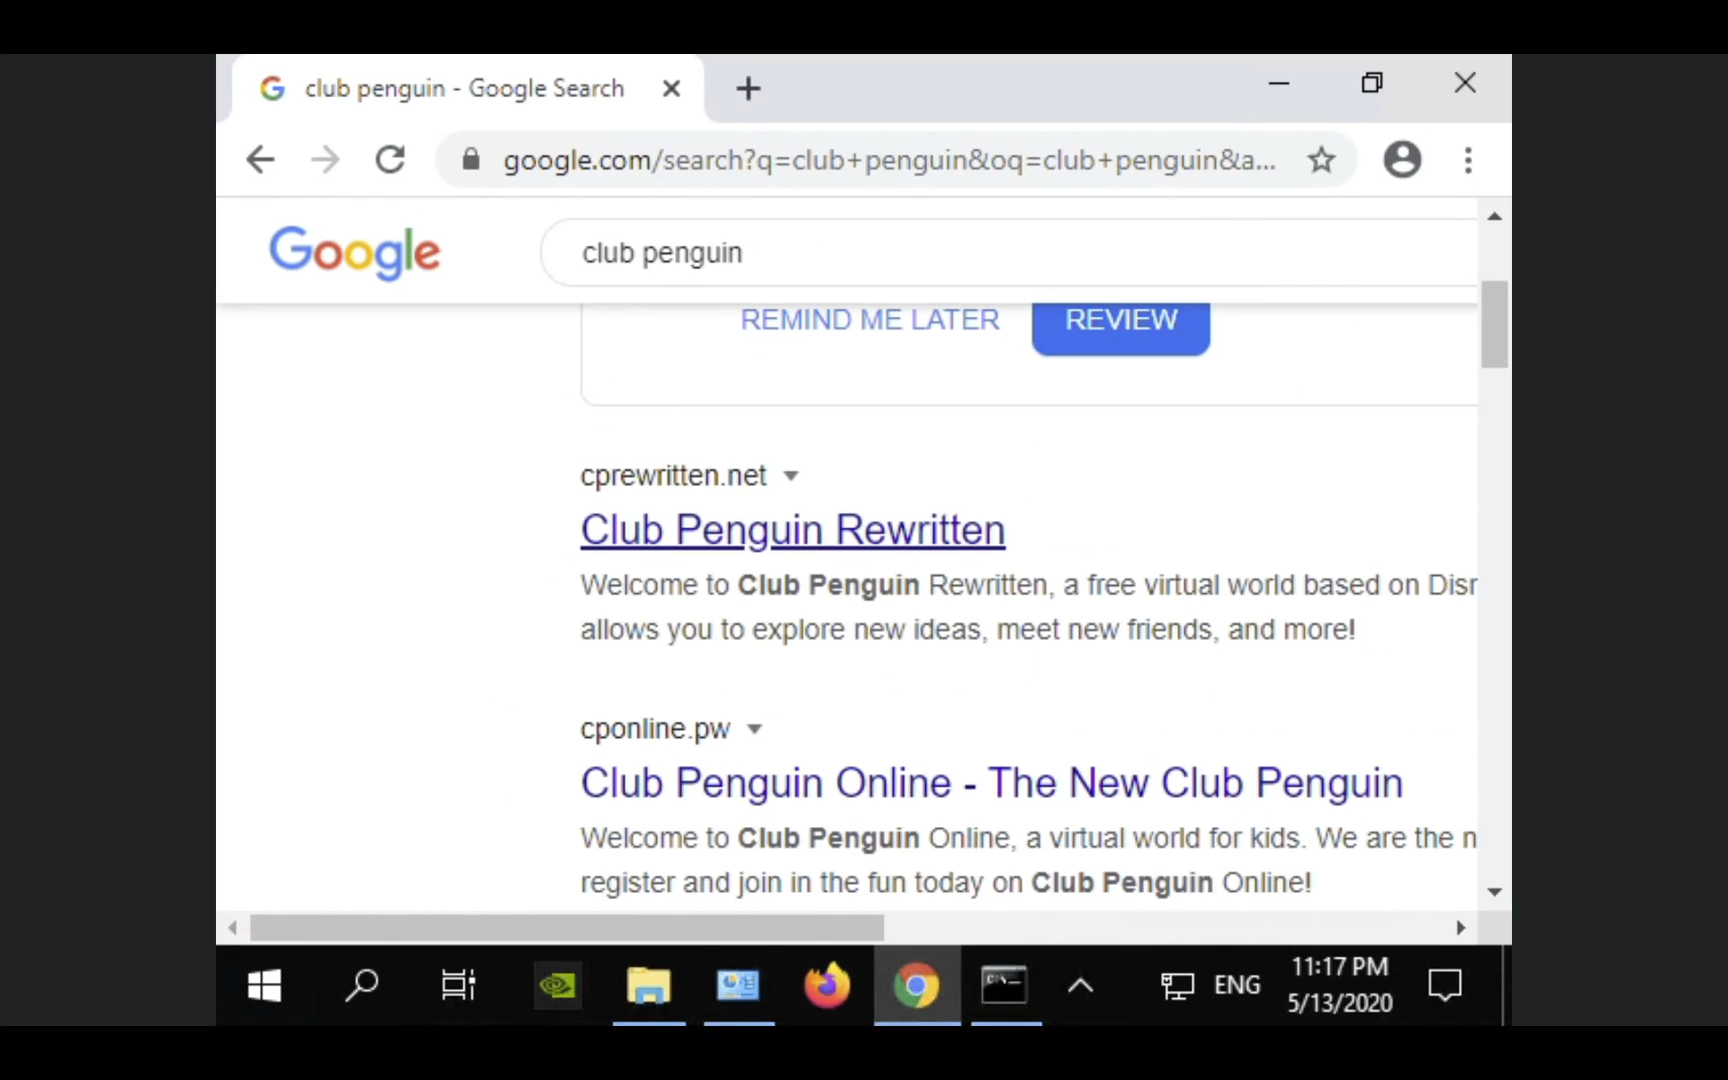 club penguin - Google Search
google.com/search?q=club+penguin&oq=club+penguin&a...
Google
club penguin
REMIND ME LATER
REVIEW
cprewritten.net
Club Penguin Rewritten
Welcome to Club Penguin Rewritten, a free virtual world based on Disn
allows you to explore new ideas, meet new friends, and more!
cponline.pw
Club Penguin Online - The New Club Penguin
Welcome to Club Penguin Online, a virtual world for kids. We are the n
register and join in the fun today on Club Penguin Online!
ENG
11:17 PM
5/13/2020